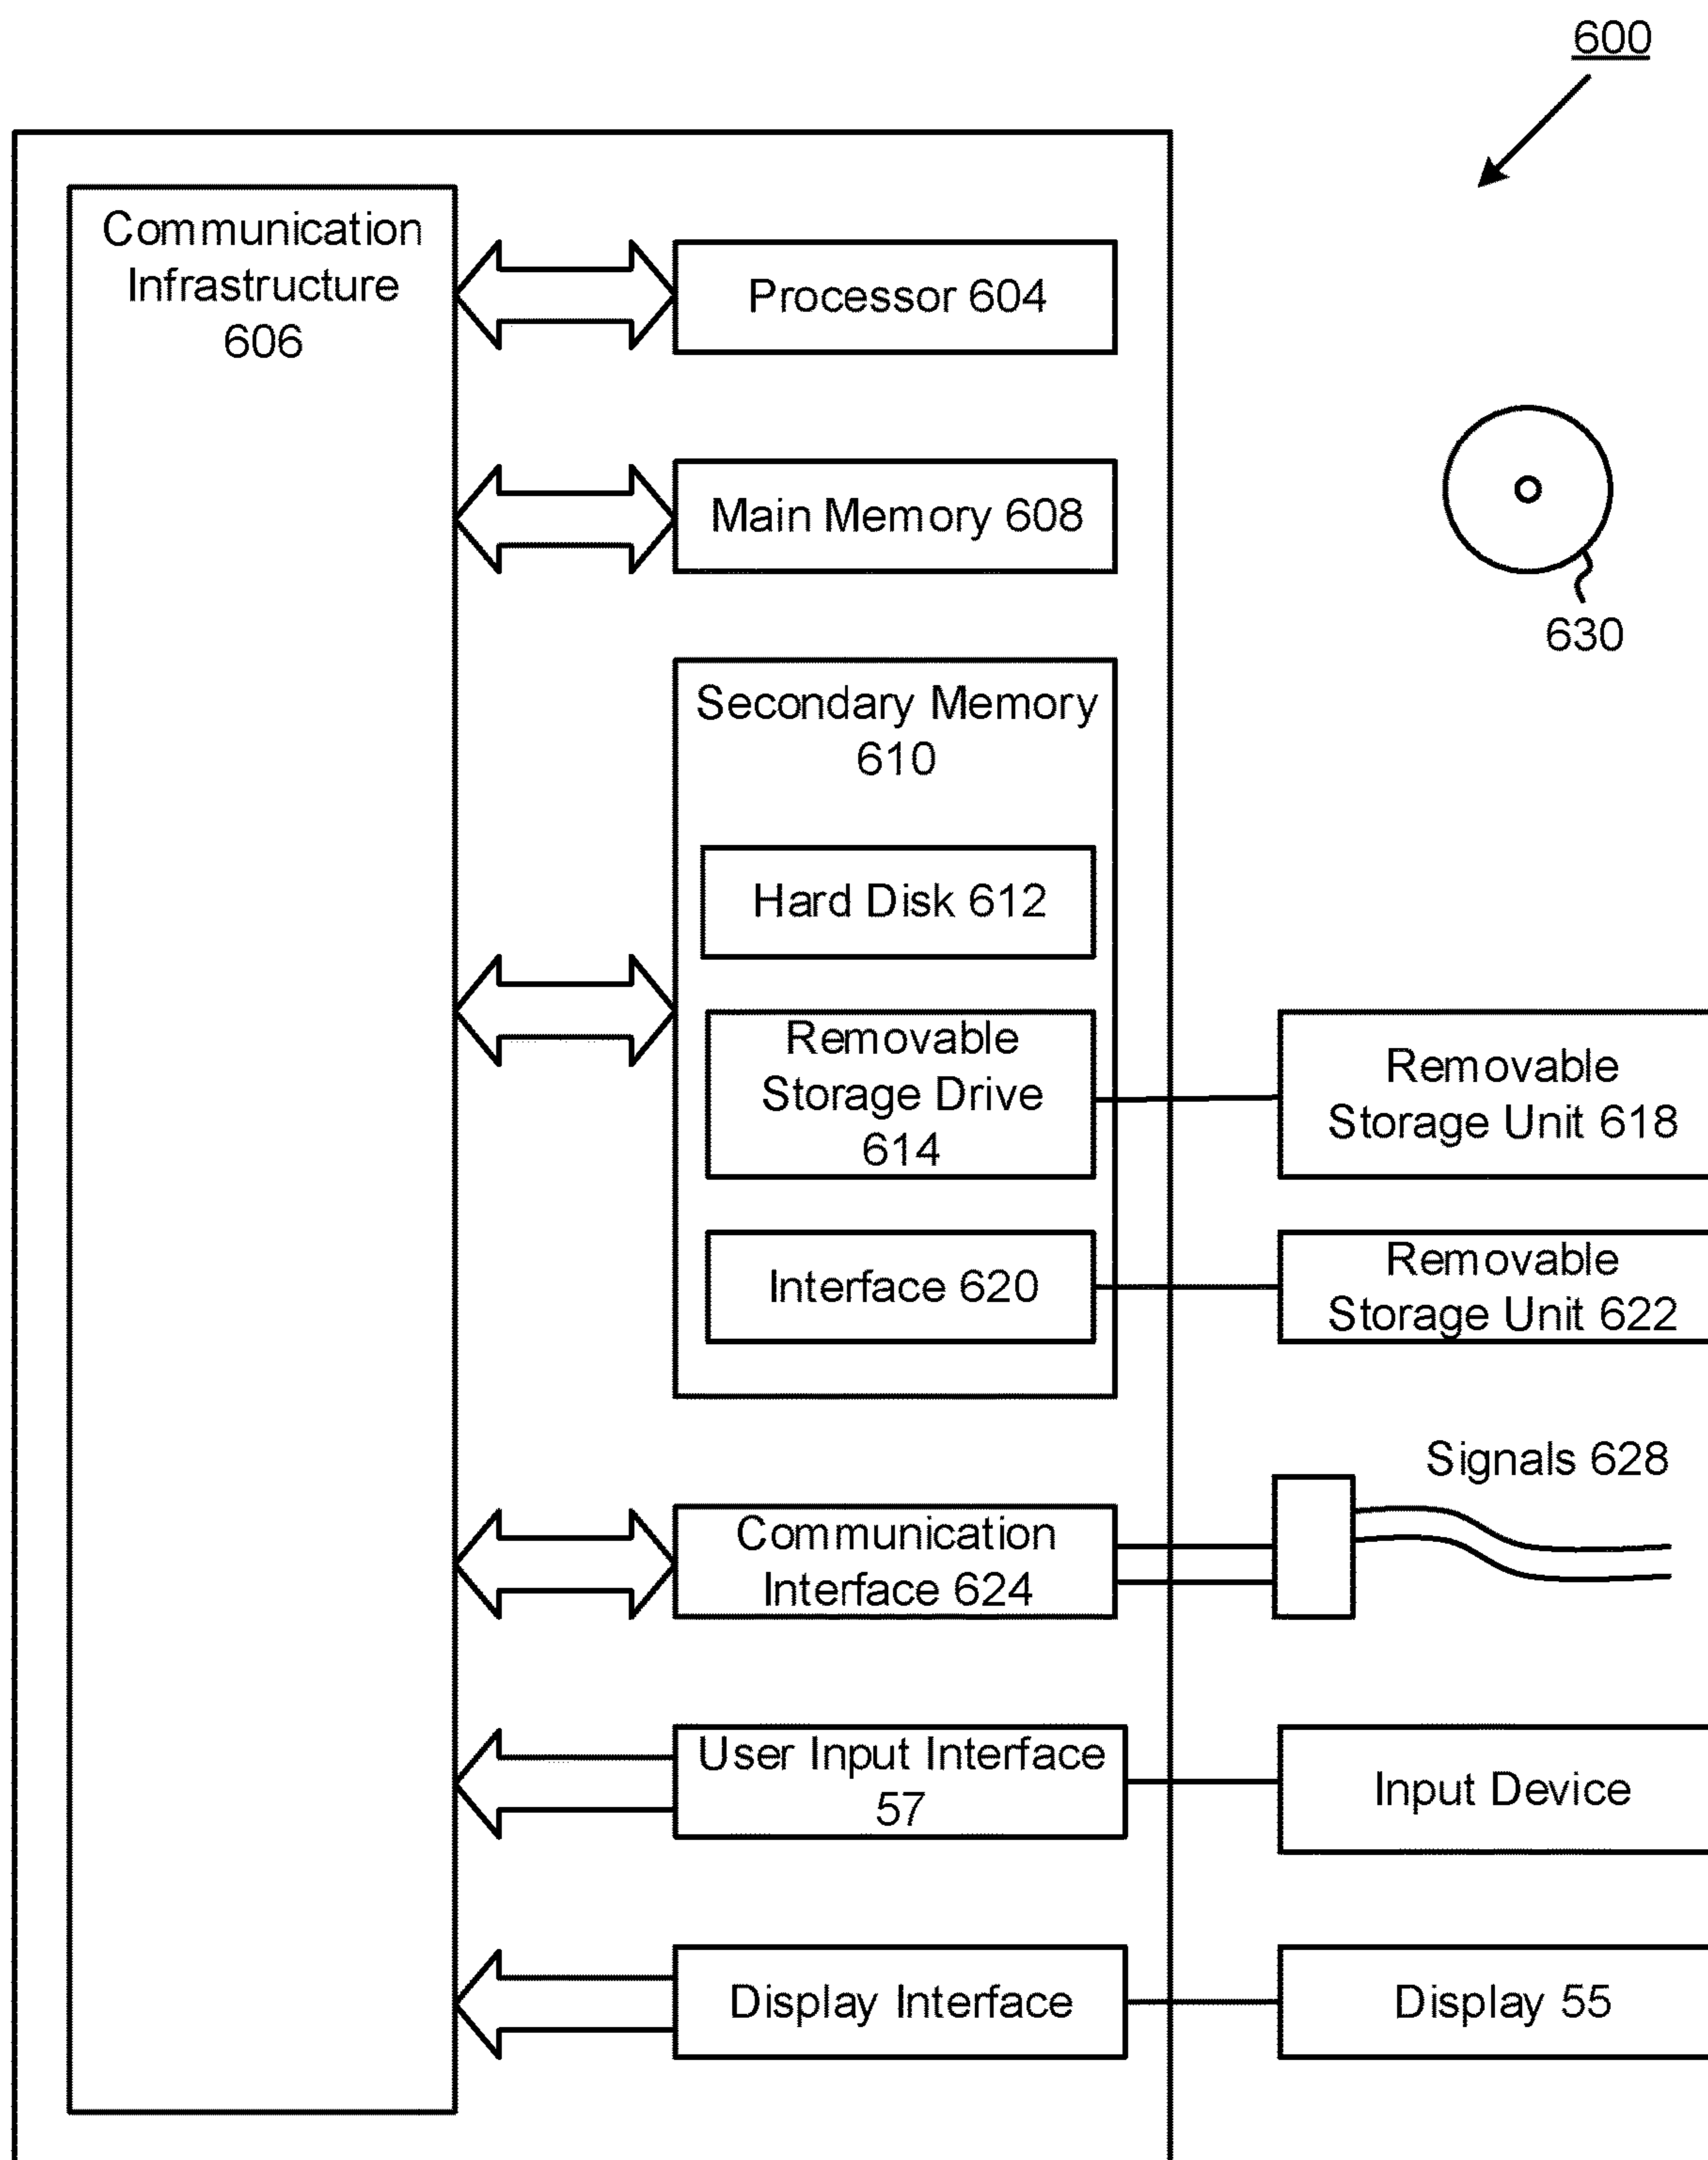 600
Communication
Infrastructure
606
Processor 604
Main Memory 608
630
Secondary Memory
610
Hard Disk 612
Removable
Storage Drive
614
Removable
Storage Unit 618
Interface 620
Removable
Storage Unit 622
Signals 628
Communication
Interface 624
User Input Interface
57
Input Device
Display Interface
Display 55